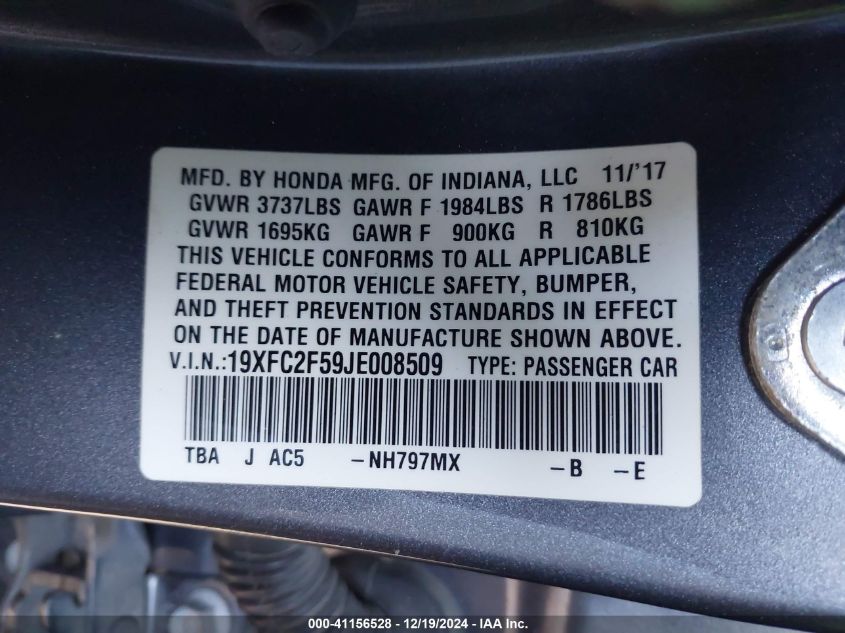 MFD. BY HONDA MFG. OF INDIANA, LLC 11/'17
GVWR 3737LBS GAWR F 1984LBS R 1786LBS
GVWR 1695KG GAWR F 900KG R 810KG
THIS VEHICLE CONFORMS TO ALL APPLICABLE
FEDERAL MOTOR VEHICLE SAFETY, BUMPER,
AND THEFT PREVENTION STANDARDS IN EFFECT
ON THE DATE OF MANUFACTURE SHOWN ABOVE.
V.I.N.:19XFC2F59JE008509 TYPE: PASSENGER CAR
TBA J AC5 -NH797MX -B -E
000-41156528 - 12/19/2024 - IAA Inc.